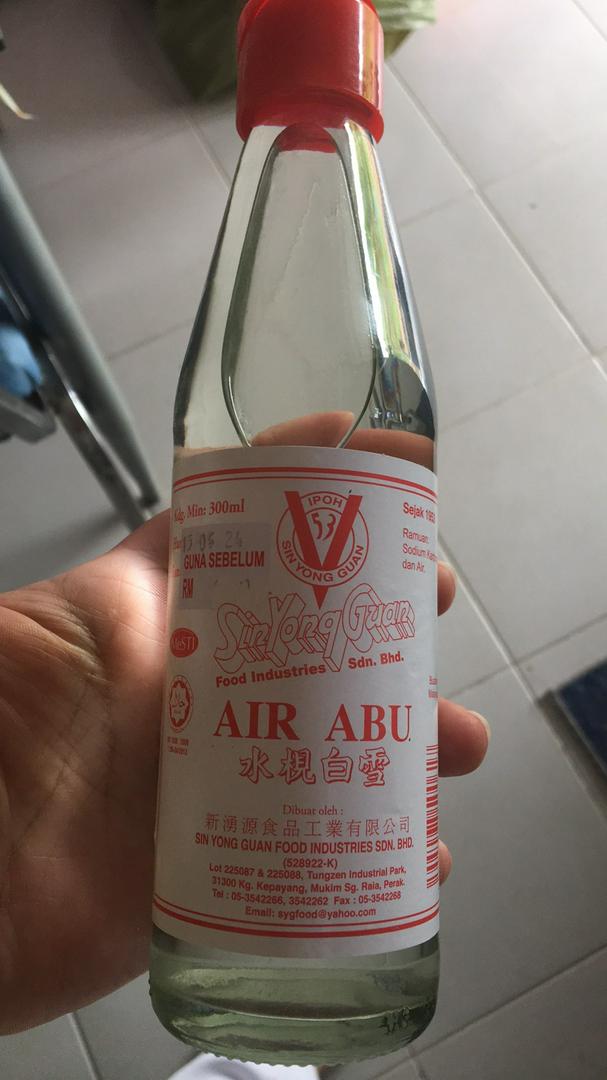 Kdg. Min: 300ml
GUNA SEBELUM
RM
MeSTI
IPOH
53
SIN YONG GUAN
Sejak 1953
Ramuan:
Sodium
dan Air.
Sin Yong Guan
Food Industries Sdn. Bhd.
AIR ABU
水梘白雪
Dibuat oleh :
新湧源食品工業有限公司
SIN YONG GUAN FOOD INDUSTRIES SDN. BHD.
(528922-K)
Lot 225087 & 225088, Tungzen Industrial Park,
31300 Kg. Kepayang, Mukim Sg. Raia, Perak.
Tel : 05-3542266, 3542262 Fax : 05-3542268
Email: sygfood@yahoo.com